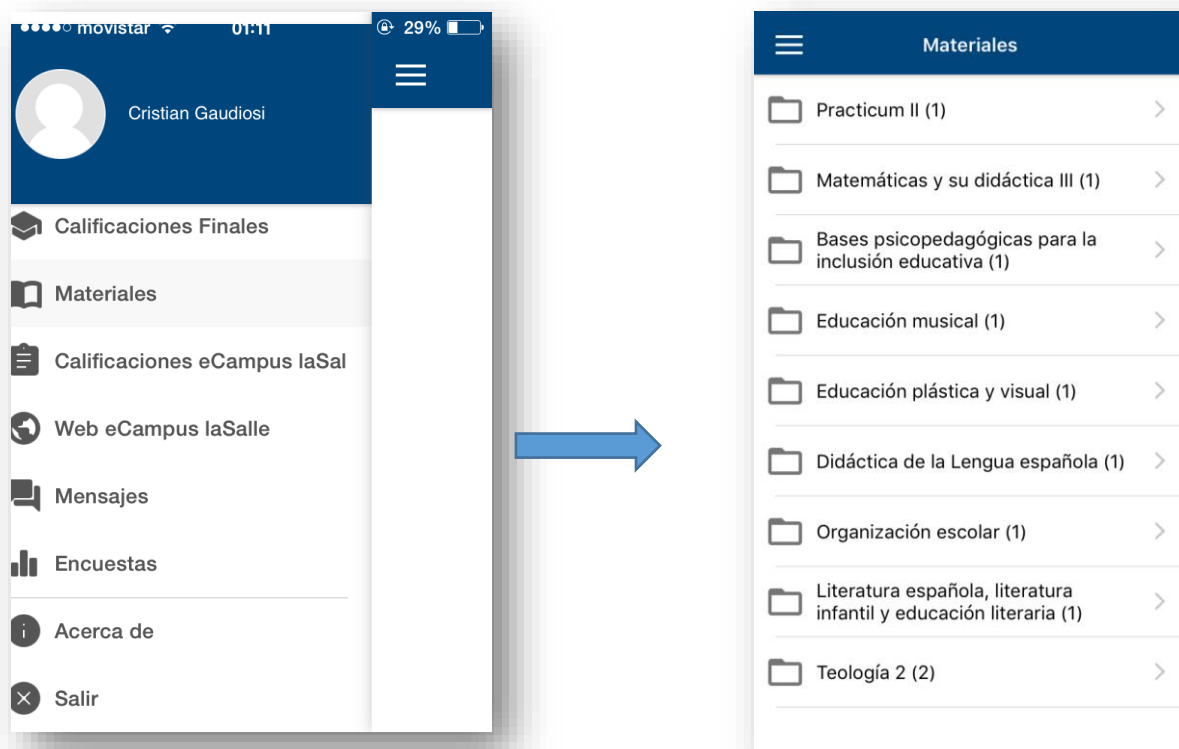 movistar 01:11 29%
Cristian Gaudiosi
Calificaciones Finales
Materiales
Calificaciones eCampus laSal
Web eCampus laSalle
Mensajes
Encuestas
Acerca de
Salir
Materiales
Practicum II (1)
Matemáticas y su didáctica III (1)
Bases psicopedagógicas para la
inclusión educativa (1)
Educación musical (1)
Educación plástica y visual (1)
Didáctica de la Lengua española (1)
Organización escolar (1)
Literatura española, literatura
infantil y educación literaria (1)
Teología 2 (2)